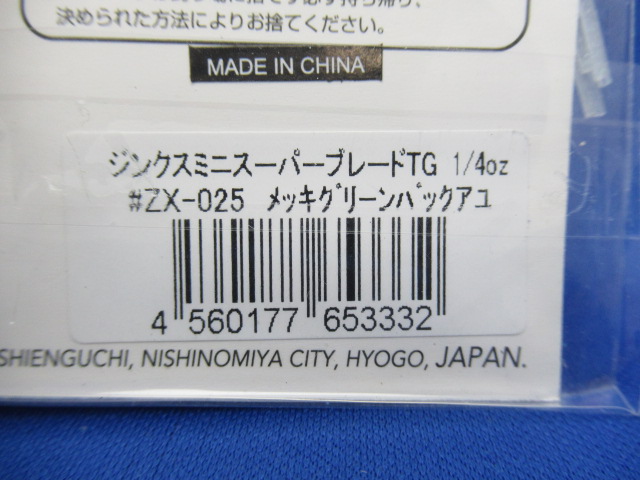 決められた方法によりお捨てください。
MADE IN CHINA
ジンクスミニスーパーブレードTG 1/4oz
#ZX-025 メッキグリーンバックアユ
4 560177 653332
SHIENGUCHI, NISHINOMIYA CITY, HYOGO, JAPAN.